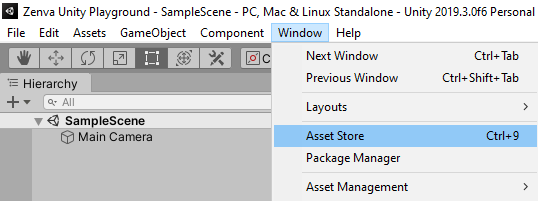 Zenva Unity Playground - SampleScene - PC, Mac & Linux Standalone - Unity 2019.3.0f6 Personal
File Edit Assets GameObject Component Window Help
Next Window Ctrl+Tab
Hierarchy
Previous Window Ctrl+Shift+Tab
All
Layouts
SampleScene
Asset Store Ctrl+9
Main Camera
Package Manager
Asset Management